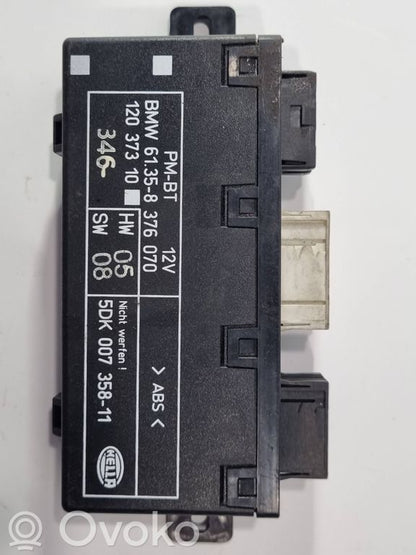 PM-BT 12V
BMW 61.35-8 376 070
120 373 10
346-
HW 05
SW 08
Nicht werfen !
5DK 007 358-11
> ABS <
HELLA
Ovoko